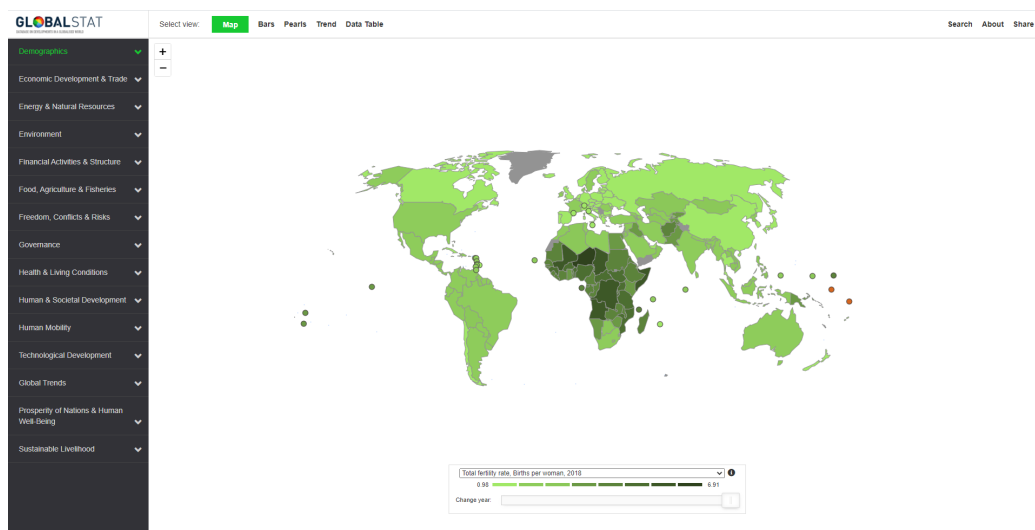 GLOBALSTAT
Select view: Map Bars Pearls Trend Data Table
Search About Share
Demographics
Economic Development & Trade
Energy & Natural Resources
Environment
Financial Activities & Structure
Food, Agriculture & Fisheries
Freedom, Conflicts & Risks
Governance
Health & Living Conditions
Human & Societal Development
Human Mobility
Technological Development
Global Trends
Prosperity of Nations & Human
Well-Being
Sustainable Livelihood
+
−
Total fertility rate, Births per woman, 2018
0.98 6.91
Change year: